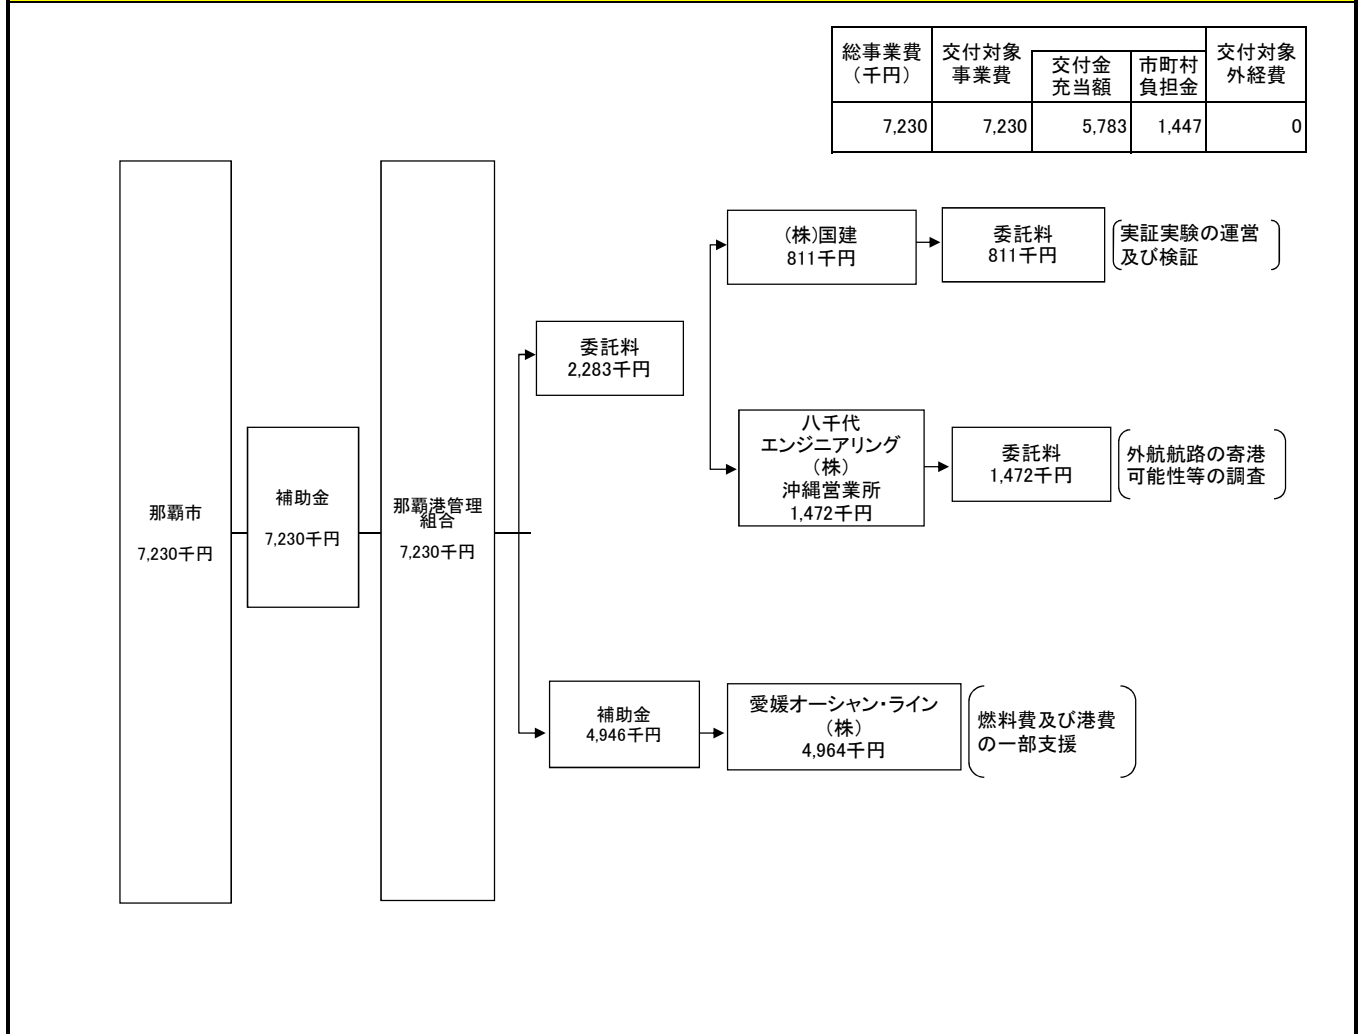 総事業費
（千円）
交付対象
事業費
交付金
充当額
市町村
負担金
交付対象
外経費
7,230
7,230
5,783
1,447
0
那覇市
7,230千円
補助金
7,230千円
那覇港管理
組合
7,230千円
委託料
2,283千円
(株)国建
811千円
委託料
811千円
実証実験の運営
及び検証
八千代
エンジニアリング
(株)
沖縄営業所
1,472千円
委託料
1,472千円
外航航路の寄港
可能性等の調査
補助金
4,946千円
愛媛オーシャン・ライン
(株)
4,964千円
燃料費及び港費
の一部支援